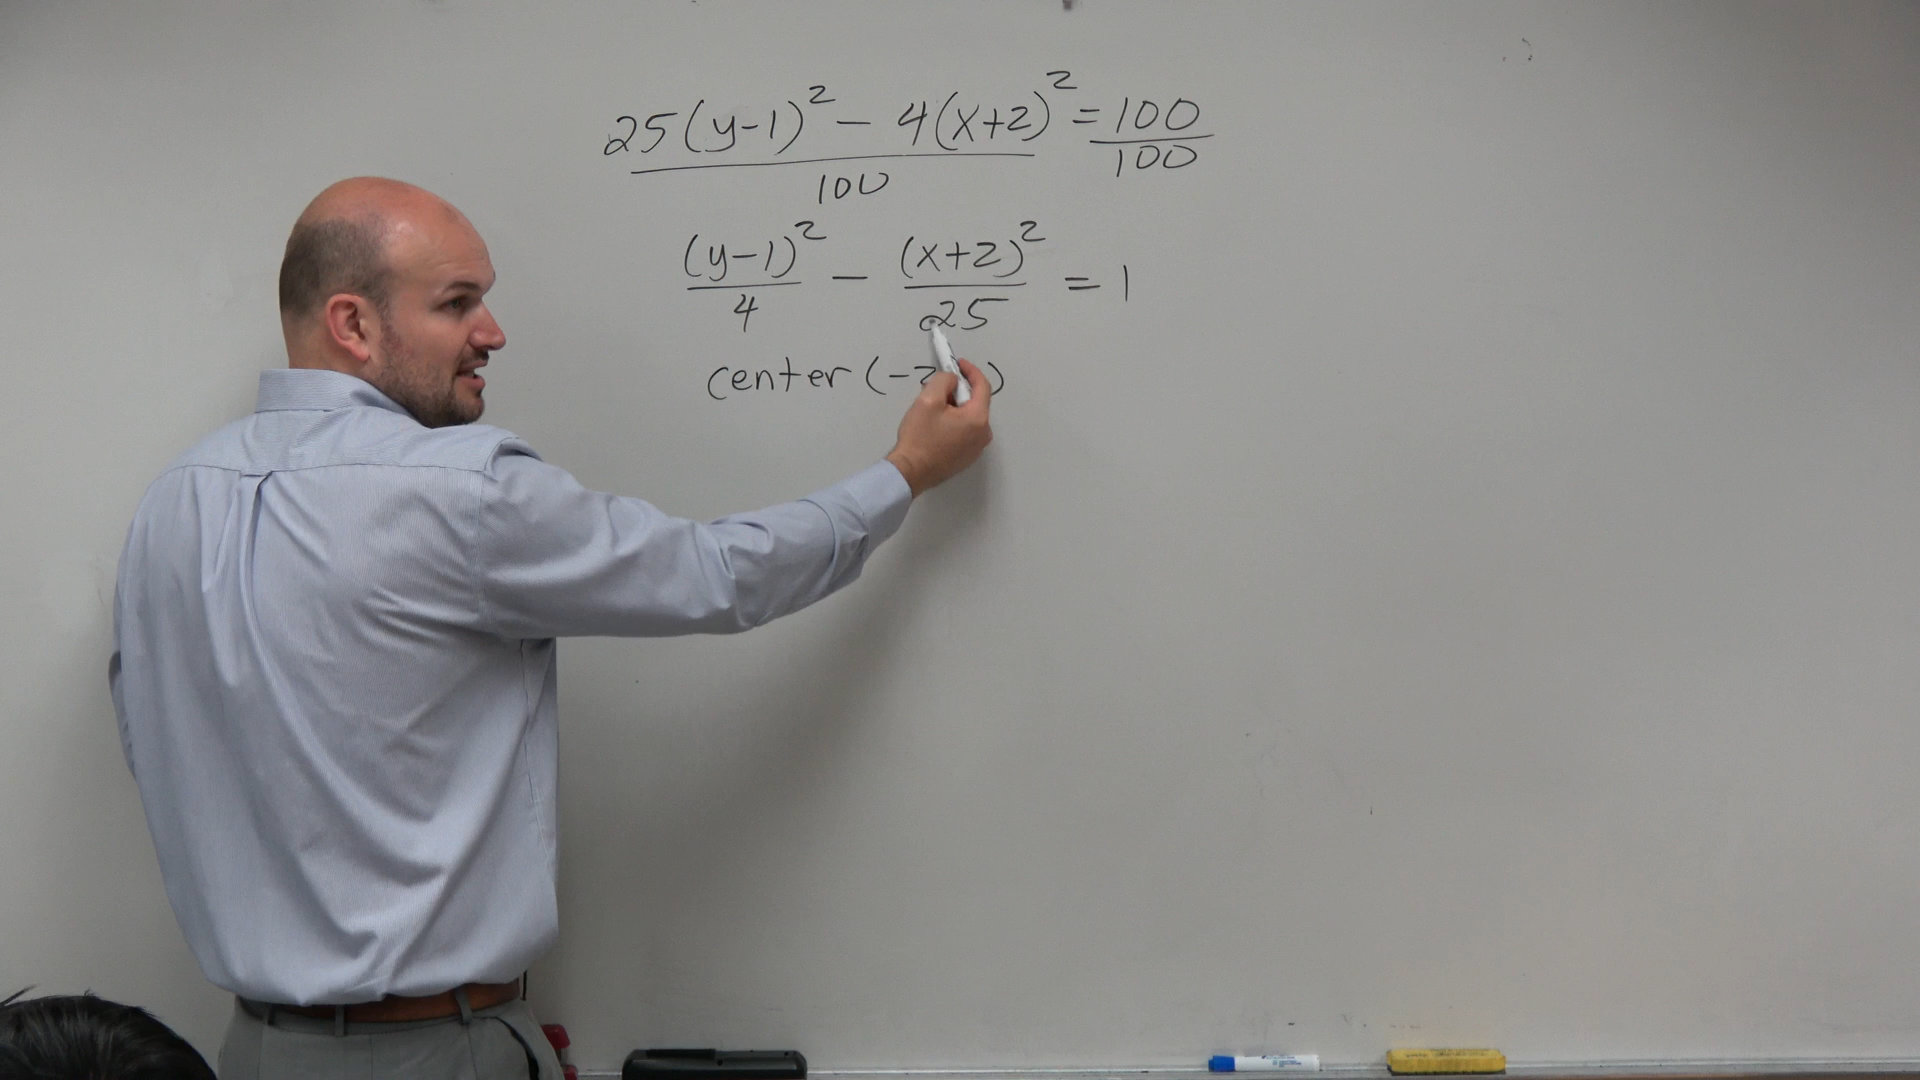 25(y-1)² - 4(x+2)² = 100
100 100
(y-1)² - (x+2)² = 1
4 25
center (-2 )